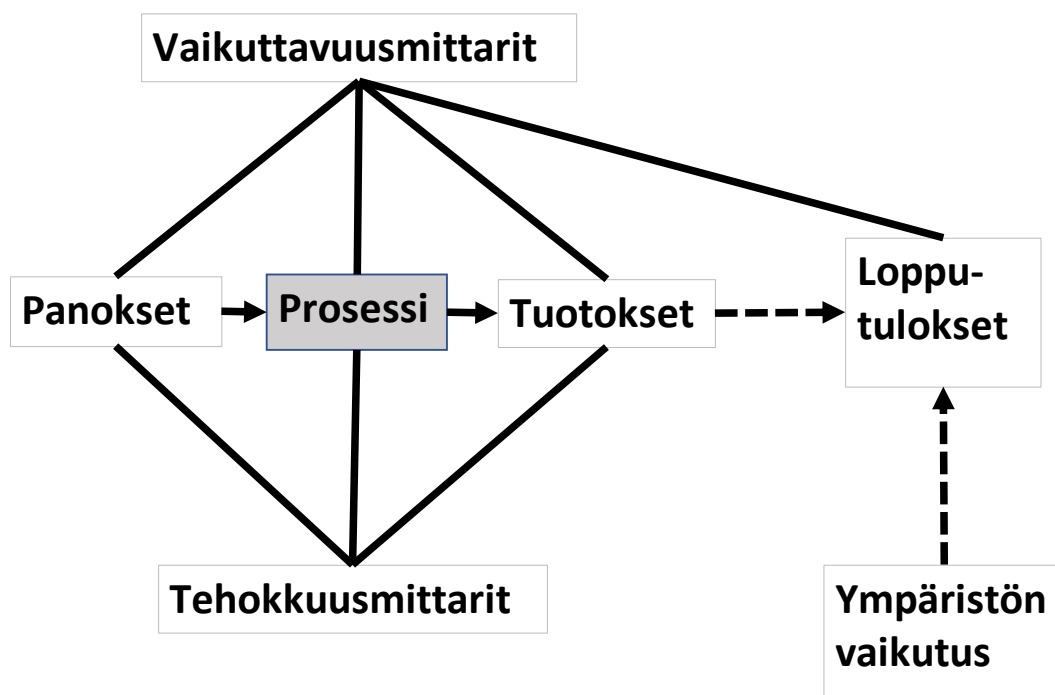 Vaikuttavuusmittarit
Panokset
Prosessi
Tuotokset
Loppu-
tulokset
Tehokkuusmittarit
Ympäristön
vaikutus